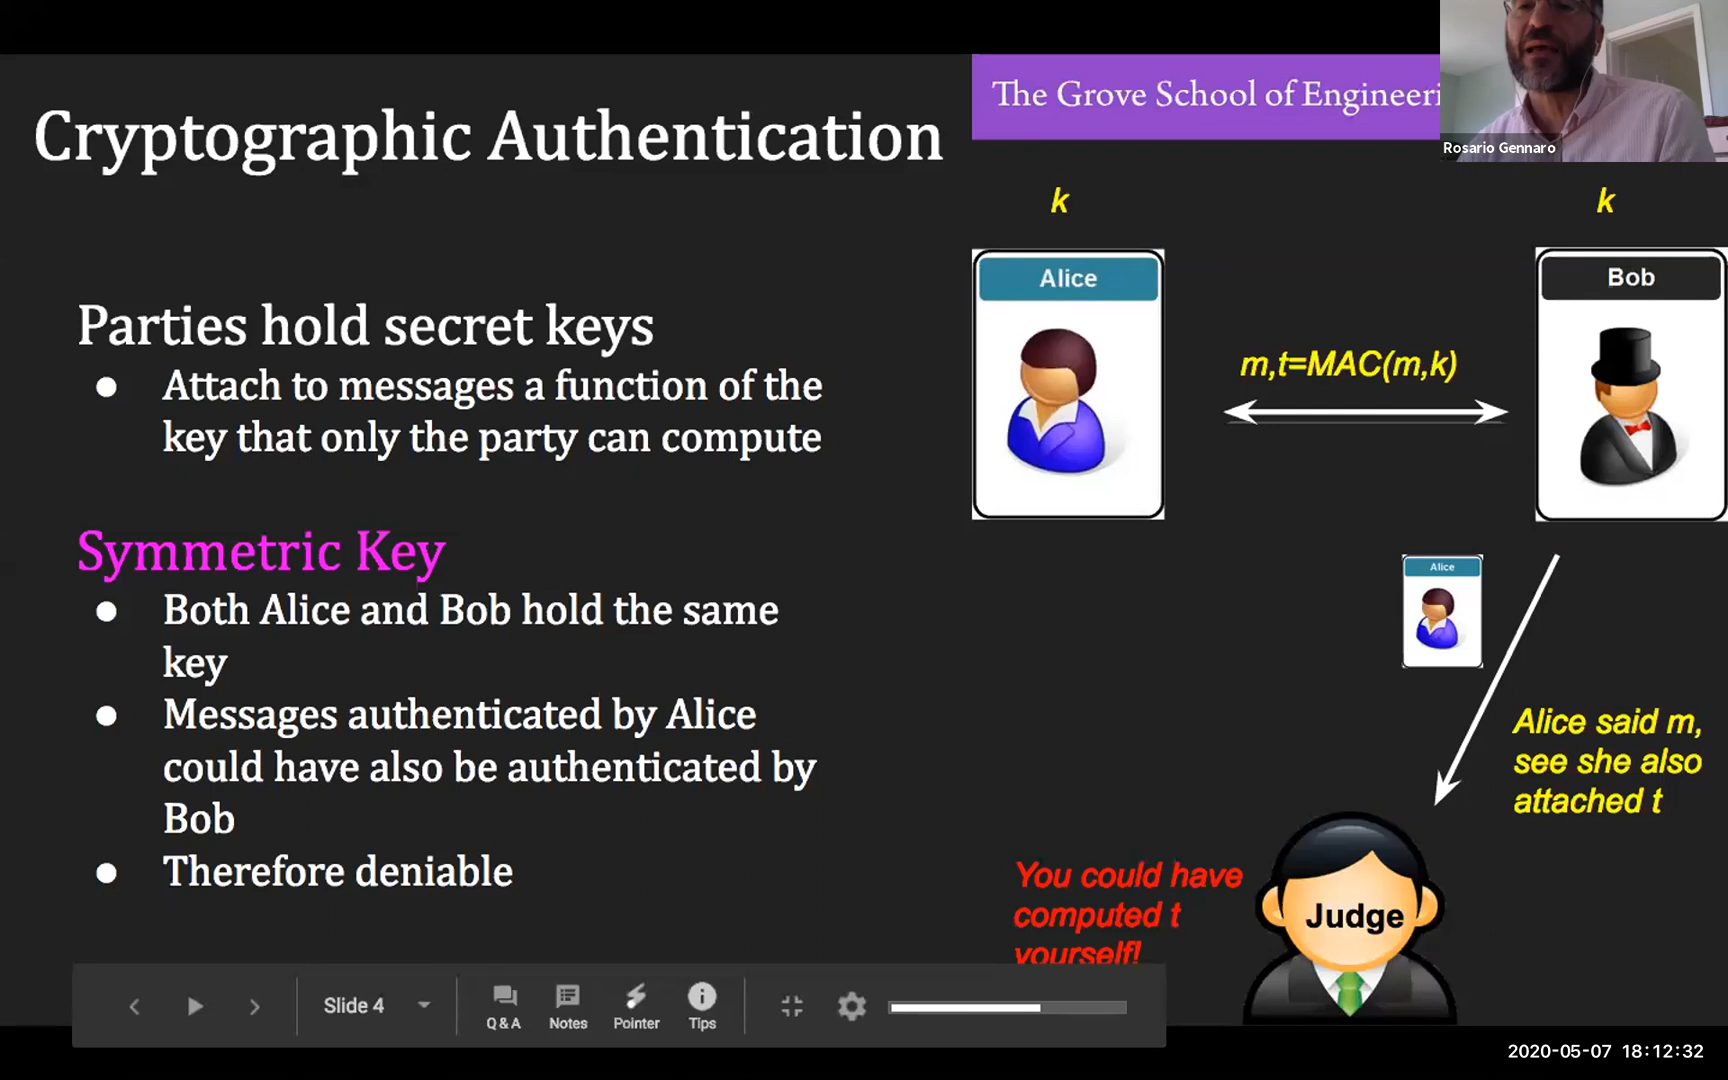 Cryptographic Authentication
The Grove School of Engineeri
Rosario Gennaro
k
k
Alice
Bob
Parties hold secret keys
● Attach to messages a function of the
key that only the party can compute
m,t=MAC(m,k)
Symmetric Key
● Both Alice and Bob hold the same
key
● Messages authenticated by Alice
could have also be authenticated by
Bob
● Therefore deniable
Alice
Alice said m,
see she also
attached t
You could have
computed t
yourself!
Judge
Slide 4
Q & A
Notes
Pointer
Tips
2020-05-07 18:12:32